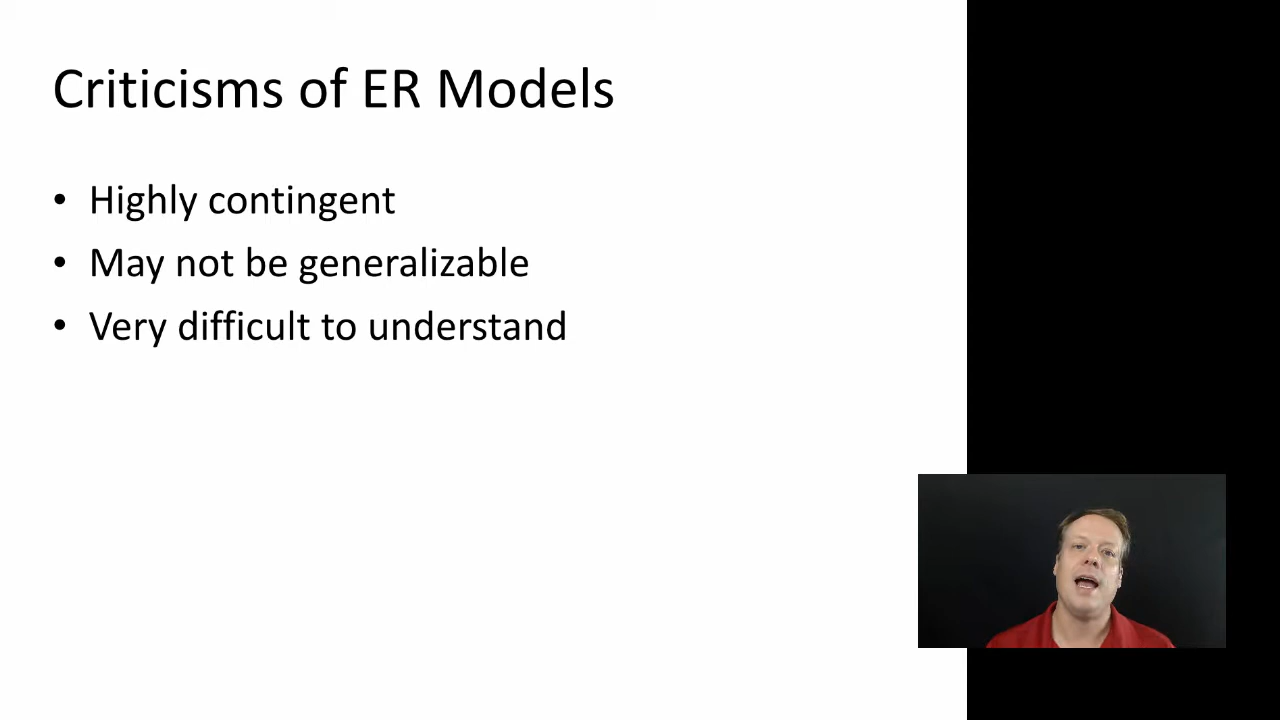 Criticisms of ER Models
• Highly contingent
• May not be generalizable
• Very difficult to understand